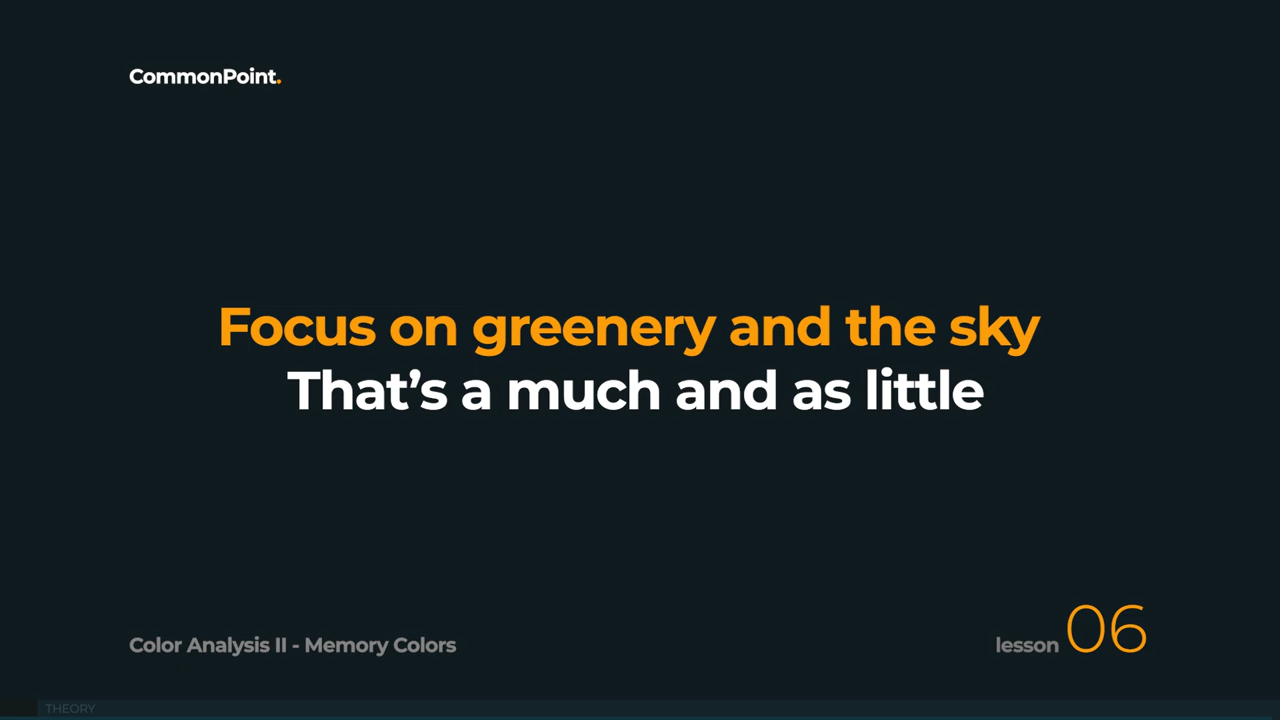 CommonPoint.
Focus on greenery and the sky
That’s a much and as little
Color Analysis II - Memory Colors
lesson 06
THEORY